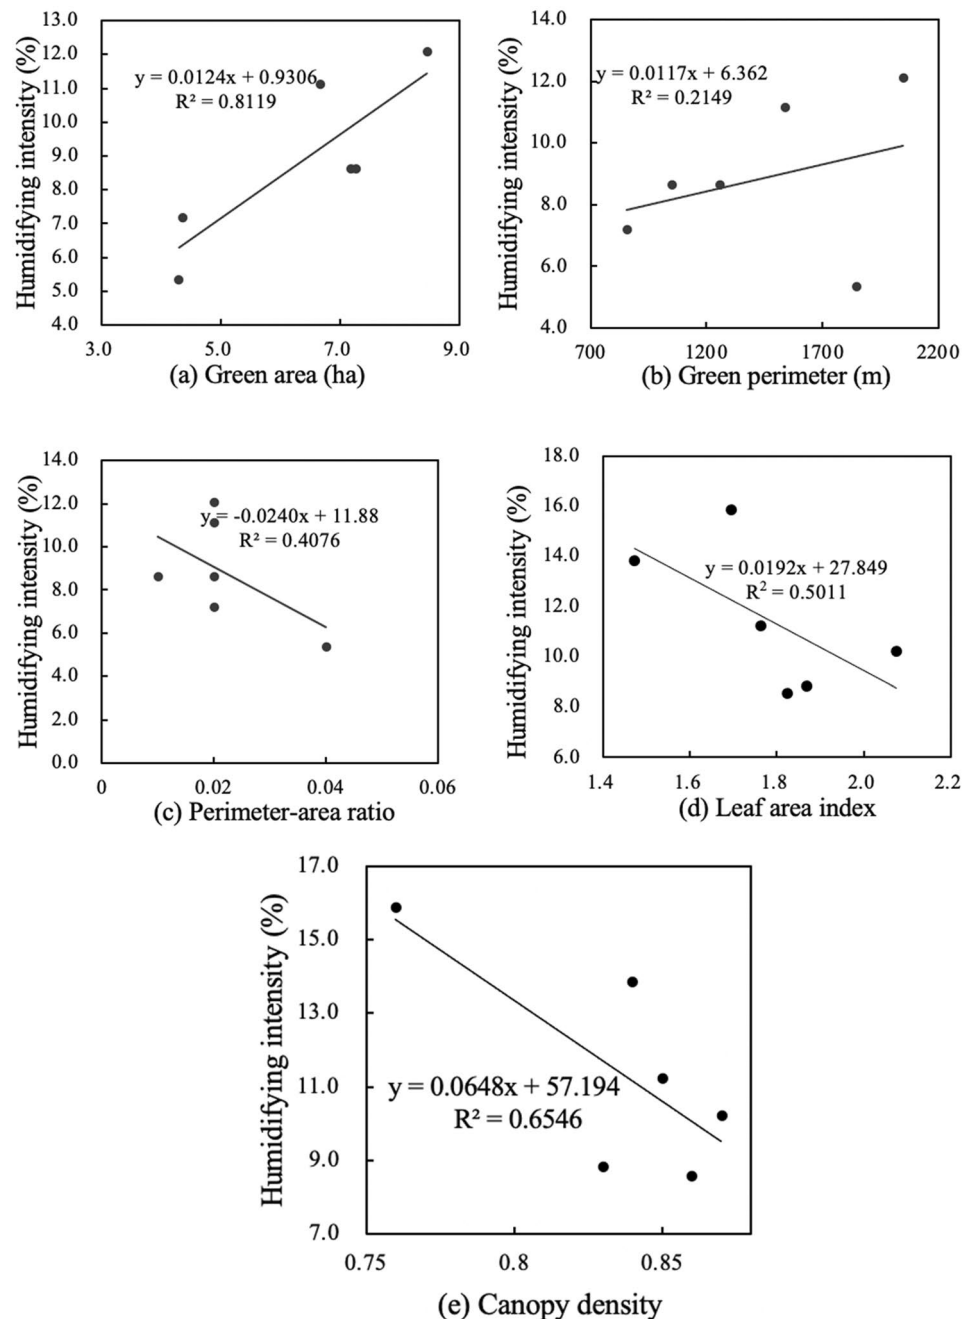 13.0
12.0
11.0
10.0
9.0
8.0
7.0
6.0
5.0
4.0
Humidifying intensity (%)
y = 0.0124x + 0.9306
R² = 0.8119
3.0 5.0 7.0 9.0
(a) Green area (ha)
14.0
12.0
10.0
8.0
6.0
4.0
Humidifying intensity (%)
y = 0.0117x + 6.362
R² = 0.2149
700 1200 1700 2200
(b) Green perimeter (m)
14.0
12.0
10.0
8.0
6.0
4.0
2.0
0.0
Humidifying intensity (%)
y = -0.0240x + 11.88
R² = 0.4076
0 0.02 0.04 0.06
(c) Perimeter-area ratio
18.0
16.0
14.0
12.0
10.0
8.0
6.0
Humidifying intensity (%)
y = 0.0192x + 27.849
R² = 0.5011
1.4 1.6 1.8 2.0 2.2
(d) Leaf area index
17.0
15.0
13.0
11.0
9.0
7.0
Humidifying intensity (%)
y = 0.0648x + 57.194
R² = 0.6546
0.75 0.8 0.85
(e) Canopy density